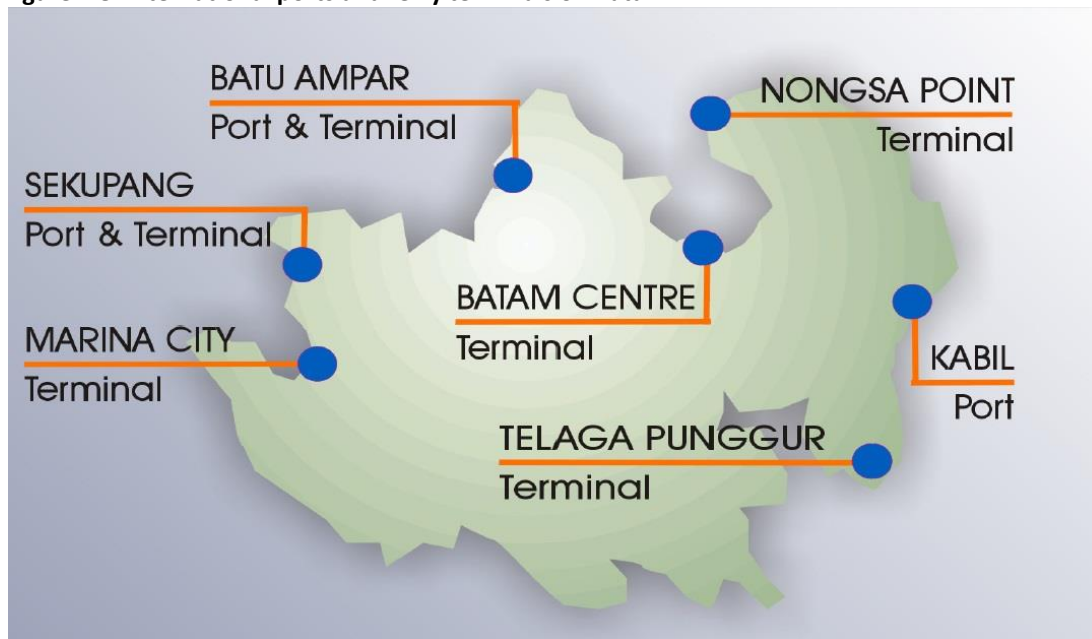 BATU AMPAR
Port & Terminal
NONGSA POINT
Terminal
SEKUPANG
Port & Terminal
BATAM CENTRE
Terminal
MARINA CITY
Terminal
KABIL
Port
TELAGA PUNGGUR
Terminal